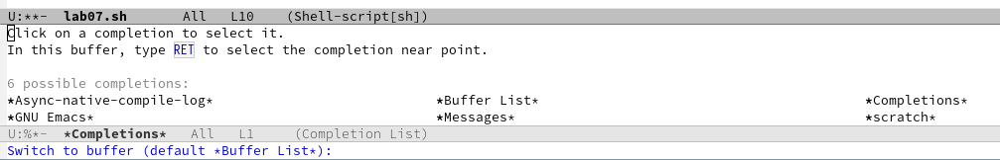 U:**-  lab07.sh       All   L10    (Shell-script[sh])
Click on a completion to select it.
In this buffer, type RET to select the completion near point.
6 possible completions:
*Async-native-compile-log* *Buffer List* *Completions*
*GNU Emacs* *Messages* *scratch*
U:%*-  *Completions*   All   L1     (Completion List)
Switch to buffer (default *Buffer List*):